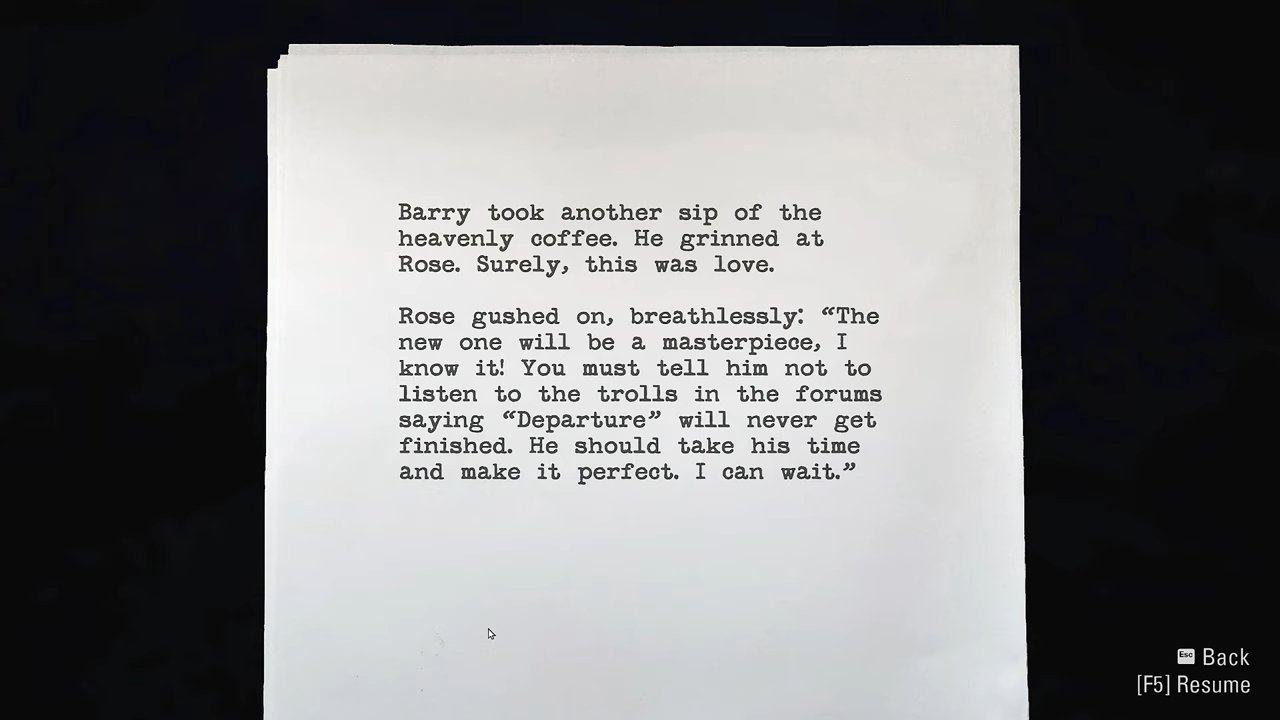 Barry took another sip of the
heavenly coffee. He grinned at
Rose. Surely, this was love.
Rose gushed on, breathlessly: “The
new one will be a masterpiece, I
know it! You must tell him not to
listen to the trolls in the forums
saying “Departure” will never get
finished. He should take his time
and make it perfect. I can wait.”
Esc Back
[F5] Resume